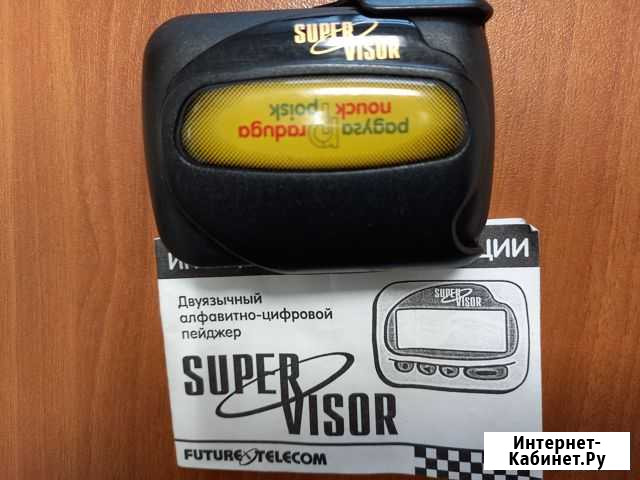 SUPER
VISOR
радуга raduga
поиск poisk
ЦИИ
Двуязычный
алфавитно-цифровой
пейджер
SUPER
VISOR
SUPER
VISOR
FUTURE TELECOM
Интернет-
Кабинет.Ру